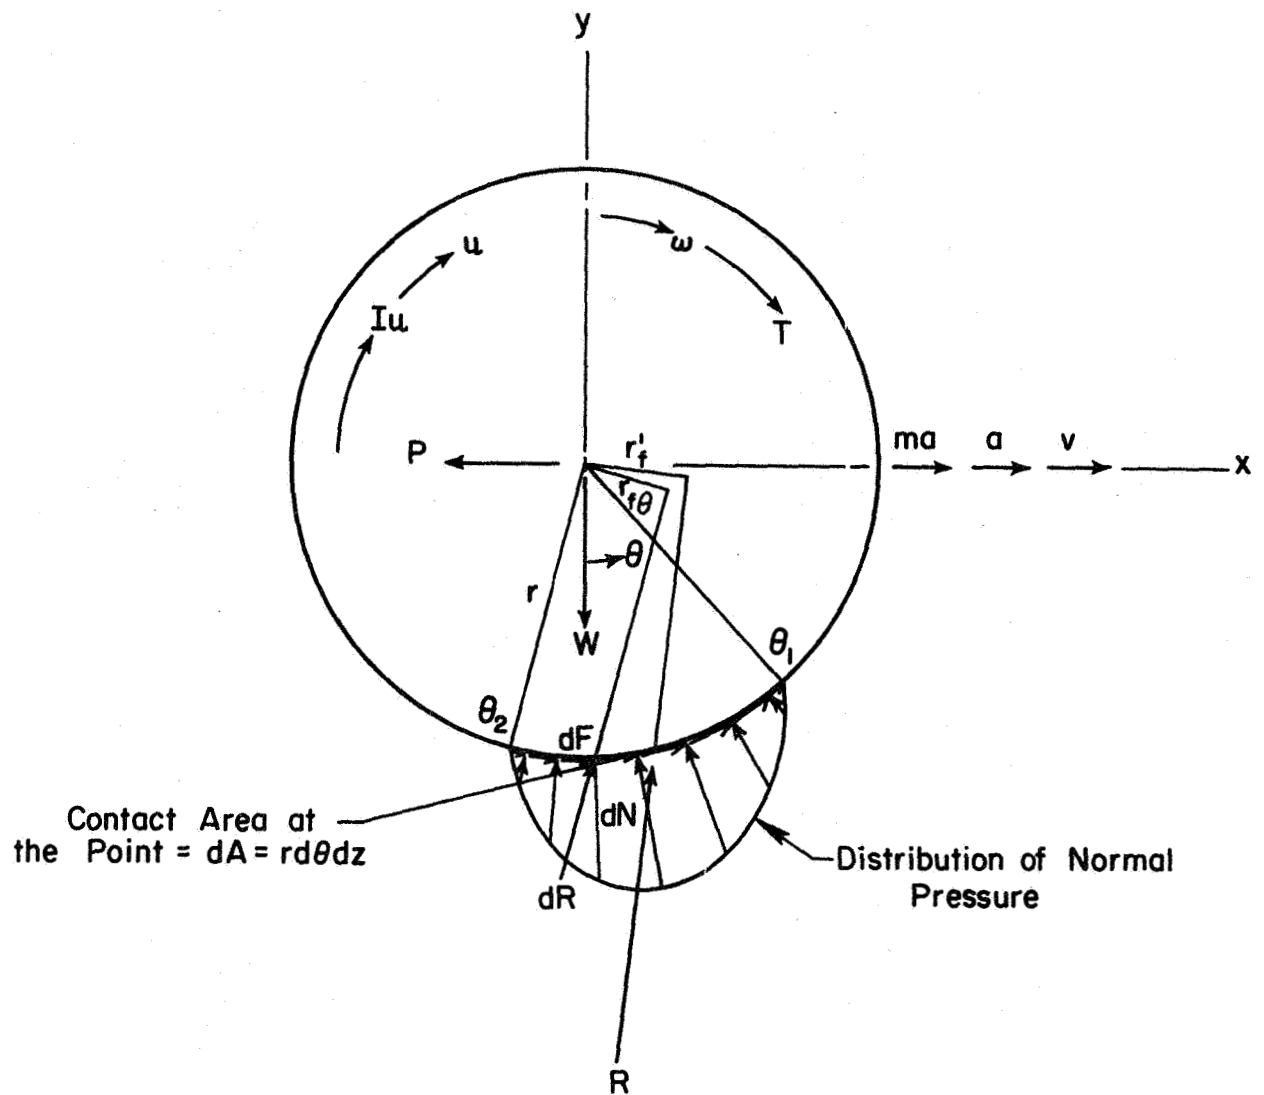 y
u
ω
Iu
T
P
r'f
ma
a
v
x
rfθ
θ
r
W
θ1
θ2
dF
dN
Contact Area at
the Point = dA = rdθdz
Distribution of Normal
Pressure
dR
R